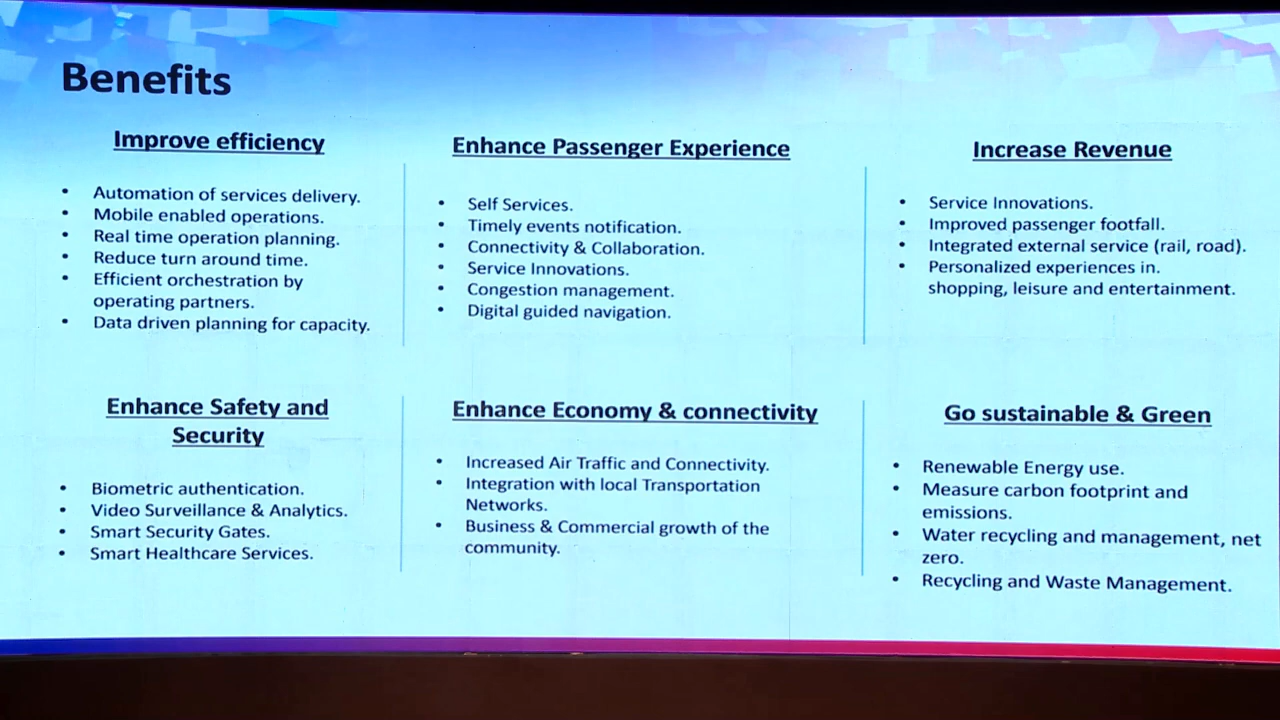 Benefits
Improve efficiency
• Automation of services delivery.
• Mobile enabled operations.
• Real time operation planning.
• Reduce turn around time.
• Efficient orchestration by
operating partners.
• Data driven planning for capacity.
Enhance Passenger Experience
• Self Services.
• Timely events notification.
• Connectivity & Collaboration.
• Service Innovations.
• Congestion management.
• Digital guided navigation.
Increase Revenue
• Service Innovations.
• Improved passenger footfall.
• Integrated external service (rail, road).
• Personalized experiences in.
shopping, leisure and entertainment.
Enhance Safety and
Security
• Biometric authentication.
• Video Surveillance & Analytics.
• Smart Security Gates.
• Smart Healthcare Services.
Enhance Economy & connectivity
• Increased Air Traffic and Connectivity.
• Integration with local Transportation
Networks.
• Business & Commercial growth of the
community.
Go sustainable & Green
• Renewable Energy use.
• Measure carbon footprint and
emissions.
• Water recycling and management, net
zero.
• Recycling and Waste Management.